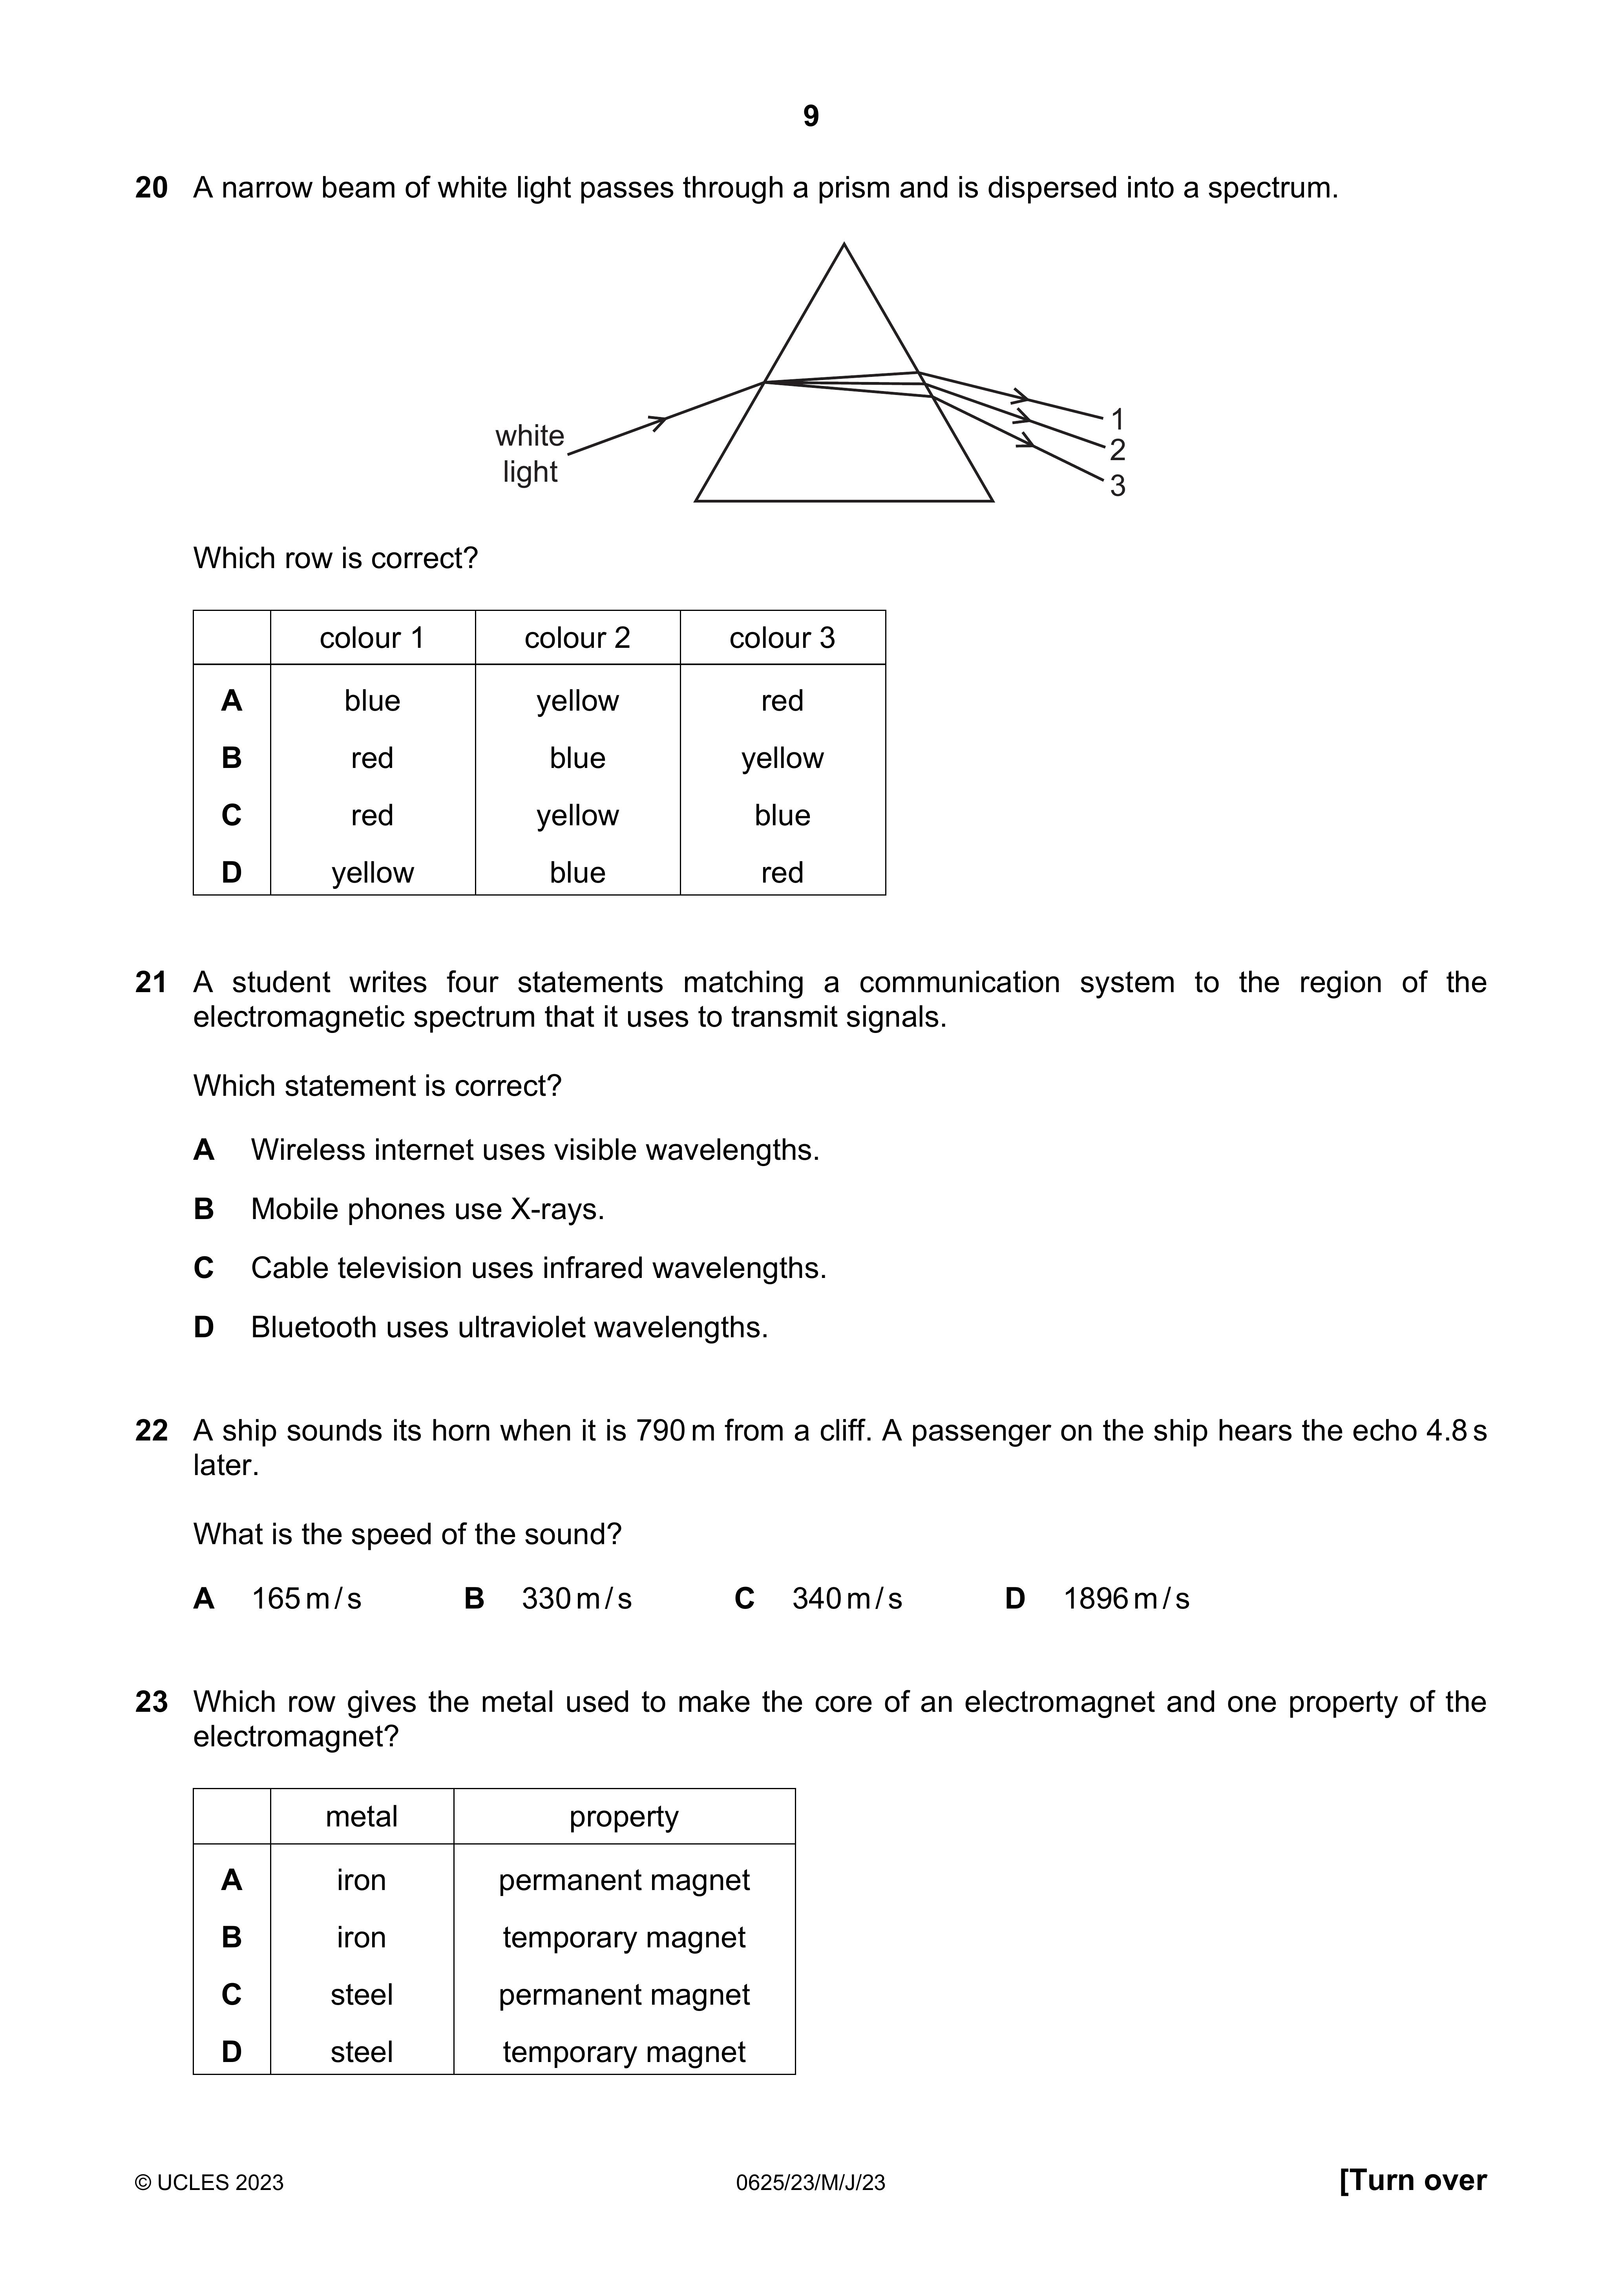 9
20 A narrow beam of white light passes through a prism and is dispersed into a spectrum.
white
light
1
2
3
Which row is correct?
colour 1 colour 2 colour 3
A blue yellow red
B red blue yellow
C red yellow blue
D yellow blue red
21 A student writes four statements matching a communication system to the region of the
electromagnetic spectrum that it uses to transmit signals.
Which statement is correct?
A Wireless internet uses visible wavelengths.
B Mobile phones use X-rays.
C Cable television uses infrared wavelengths.
D Bluetooth uses ultraviolet wavelengths.
22 A ship sounds its horn when it is 790 m from a cliff. A passenger on the ship hears the echo 4.8 s
later.
What is the speed of the sound?
A 165 m / s B 330 m / s C 340 m / s D 1896 m / s
23 Which row gives the metal used to make the core of an electromagnet and one property of the
electromagnet?
metal property
A iron permanent magnet
B iron temporary magnet
C steel permanent magnet
D steel temporary magnet
© UCLES 2023 0625/23/M/J/23 [Turn over